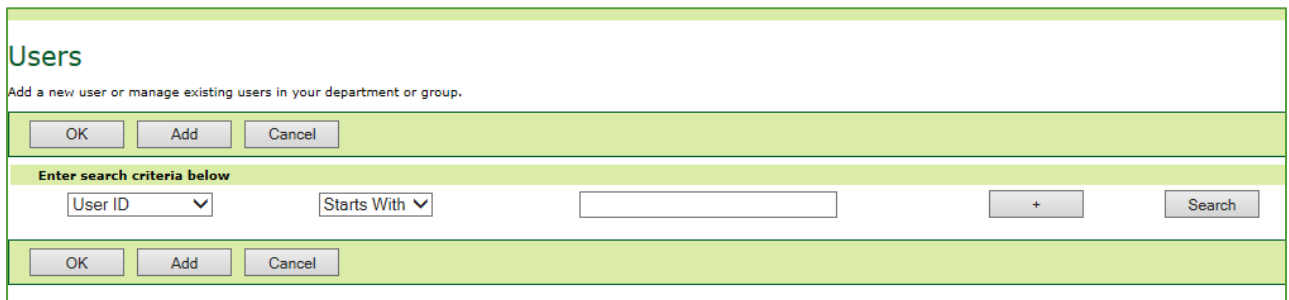 Users
Add a new user or manage existing users in your department or group.
OK Add Cancel
Enter search criteria below
User ID Starts With + Search
OK Add Cancel